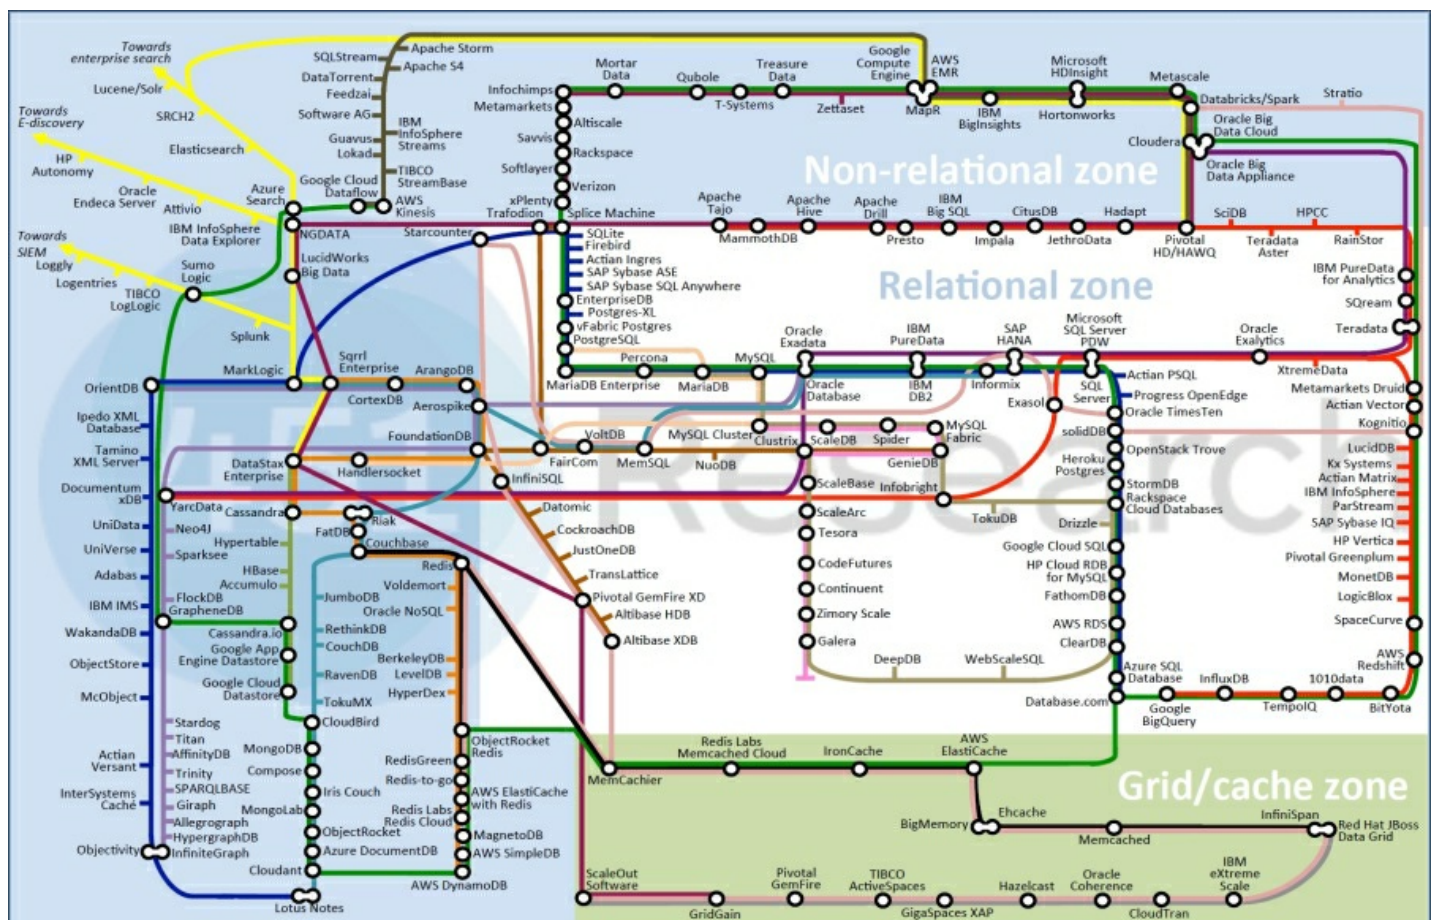 Towards
enterprise search
Lucene/Solr
SRCH2
Towards
E-discovery
Elasticsearch
HP
Autonomy
Oracle
Endeca Server
Attivio
IBM InfoSphere
Data Explorer
Azure
Search
Towards
SIEM
Loggly
Logentries
TIBCO
LogLogic
Sumo
Logic
Splunk
SQLStream
DataTorrent
Feedzai
Software AG
Guavus
Lokad
Google Cloud
Dataflow
Apache Storm
Apache S4
IBM
InfoSphere
Streams
TIBCO
StreamBase
AWS
Kinesis
NGDATA
LucidWorks
Big Data
Starcounter
Trafodion
Infochimps
Metamarkets
Altiscale
Savvis
Rackspace
Softlayer
Verizon
xPlenty
Splice Machine
Mortar
Data
Qubole
T-Systems
Treasure
Data
Zettaset
Google
Compute
Engine
AWS
EMR
MapR
IBM
BigInsights
Microsoft
HDInsight
Hortonworks
Metascale
Databricks/Spark
Stratio
Oracle Big
Data Cloud
Cloudera
Oracle Big
Data Appliance
Non-relational zone
Apache
Tajo
MammothDB
Apache
Hive
Apache
Drill
Presto
IBM
Big SQL
Impala
CitusDB
JethroData
Hadapt
Pivotal
HD/HAWQ
SciDB
Teradata
Aster
HPCC
RainStor
IBM PureData
for Analytics
SQream
Teradata
Relational zone
SQLite
Firebird
Actian Ingres
SAP Sybase ASE
SAP Sybase SQL Anywhere
EnterpriseDB
Postgres-XL
vFabric Postgres
PostgreSQL
MariaDB Enterprise
Percona
MariaDB
MySQL
Oracle
Exadata
Oracle
Database
IBM
PureData
IBM
DB2
SAP
HANA
Informix
Microsoft
SQL Server
PDW
SQL
Server
Oracle
Exalytics
XtremeData
Actian PSQL
Progress OpenEdge
Oracle TimesTen
Exasol
solidDB
OpenStack Trove
Heroku
Postgres
StormDB
Rackspace
Cloud Databases
Drizzle
Google Cloud SQL
HP Cloud RDB
for MySQL
FathomDB
AWS RDS
ClearDB
Azure SQL
Database
Database.com
Google
BigQuery
InfluxDB
TempoIQ
1010data
BitYota
AWS
Redshift
SpaceCurve
Metamarkets Druid
Actian Vector
Kognitio
LucidDB
Kx Systems
Actian Matrix
IBM InfoSphere
ParStream
SAP Sybase IQ
HP Vertica
Pivotal Greenplum
MonetDB
LogicBlox
MarkLogic
OrientDB
Sqrrl
Enterprise
CortexDB
ArangoDB
Aerospike
FoundationDB
Ipedo XML
Database
Tamino
XML Server
Documentum
xDB
UniData
UniVerse
Adabas
IBM IMS
WakandaDB
ObjectStore
McObject
Actian
Versant
InterSystems
Caché
Objectivity
YarcData
Neo4J
Sparksee
FlockDB
GrapheneDB
Stardog
Titan
AffinityDB
Trinity
SPARQLBASE
Giraph
Allegrograph
HypergraphDB
InfiniteGraph
DataStax
Enterprise
Handlersocket
Cassandra
Hypertable
HBase
Accumulo
Cassandra.io
Google App
Engine Datastore
Google Cloud
Datastore
Riak
FatDB
Couchbase
JumboDB
RethinkDB
CouchDB
RavenDB
TokuMX
CloudBird
MongoDB
Compose
Iris Couch
MongoLab
ObjectRocket
Azure DocumentDB
Cloudant
Lotus Notes
Redis
Voldemort
Oracle NoSQL
BerkeleyDB
LevelDB
HyperDex
ObjectRocket
Redis
RedisGreen
Redis-to-go
AWS ElastiCache
with Redis
Redis Labs
Redis Cloud
MagnetoDB
AWS SimpleDB
AWS DynamoDB
FairCom
VoltDB
MemSQL
NuoDB
InfiniSQL
Datomic
CockroachDB
JustOneDB
TransLattice
Pivotal GemFire XD
Altibase HDB
Altibase XDB
MySQL Cluster
Clustrix
ScaleDB
Spider
MySQL
Fabric
GenieDB
Infobright
TokuDB
ScaleBase
ScaleArc
Tesora
CodeFutures
Continuent
Zimory Scale
Galera
DeepDB
WebScaleSQL
451 Research
Grid/cache zone
MemCachier
Redis Labs
Memcached Cloud
IronCache
AWS
ElastiCache
BigMemory
Ehcache
Memcached
InfiniSpan
Red Hat JBoss
Data Grid
ScaleOut
Software
GridGain
Pivotal
GemFire
TIBCO
ActiveSpaces
GigaSpaces XAP
Hazelcast
Oracle
Coherence
CloudTran
IBM
eXtreme
Scale